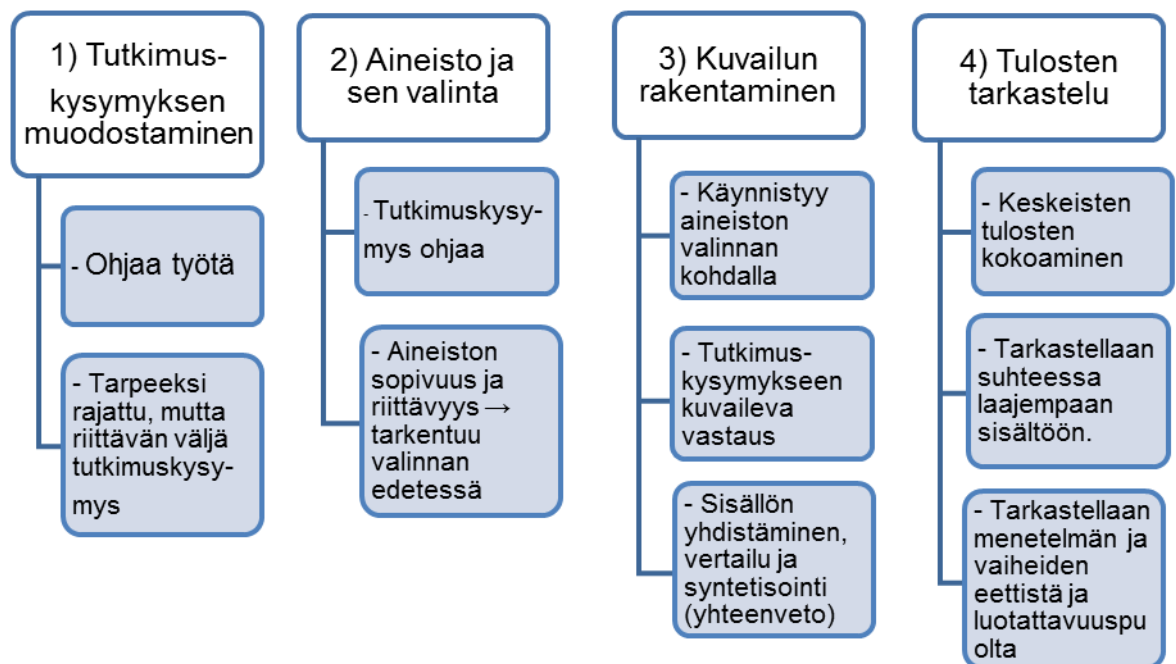 1) Tutkimus-
kysymyksen
muodostaminen
- Ohjaa työtä
- Tarpeeksi
rajattu, mutta
riittävän väljä
tutkimuskysy-
mys
2) Aineisto ja
sen valinta
- Tutkimuskysy-
mys ohjaa
- Aineiston
sopivuus ja
riittävyys →
tarkentuu
valinnan
edetessä
3) Kuvailun
rakentaminen
- Käynnistyy
aineiston
valinnan
kohdalla
- Tutkimus-
kysymykseen
kuvaileva
vastaus
- Sisällön
yhdistäminen,
vertailu ja
syntetisointi
(yhteenveto)
4) Tulosten
tarkastelu
- Keskeisten
tulosten
kokoaminen
- Tarkastellaan
suhteessa
laajempaan
sisältöön.
- Tarkastellaan
menetelmän ja
vaiheiden
eettistä ja
luotattavuuspu
olta